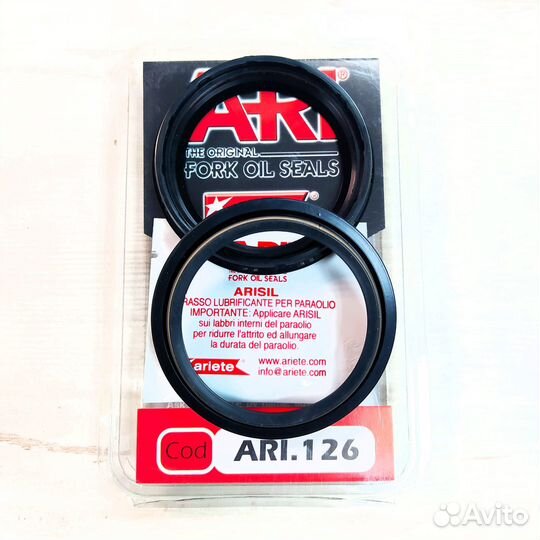 ARI®
THE ORIGINAL
FORK OIL SEALS
®
FORK OIL SEALS
ARISIL
RASSO LUBRIFICANTE PER PARAOLIO
IMPORTANTE: Applicare ARISIL
sui labbri interni del paraolio
per ridurre l'attrito ed allungare
la durata del paraolio.
ariete®
www.ariete.com
info@ariete.com
Cod ARI.126
Avito